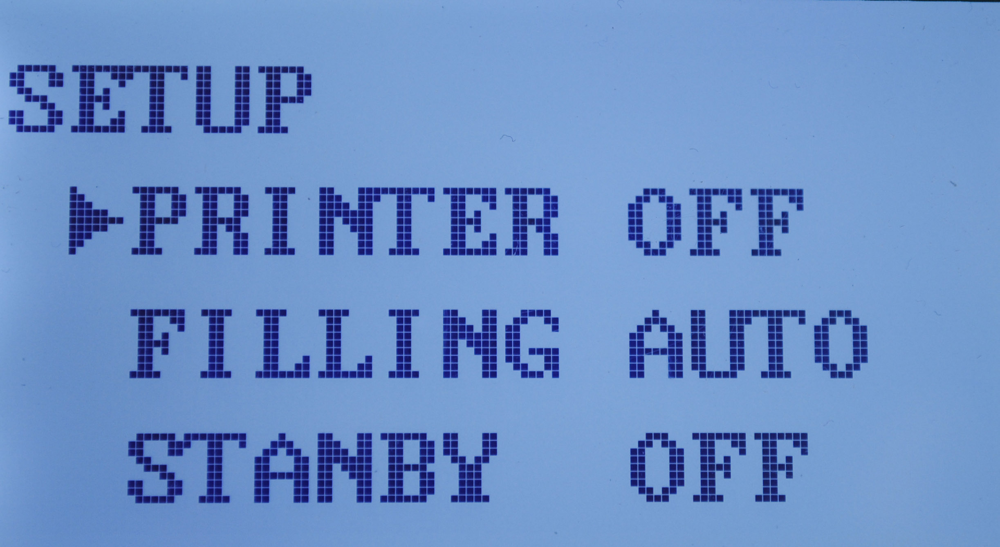 SETUP
▶PRINTER OFF
FILLING AUTO
STANBY OFF